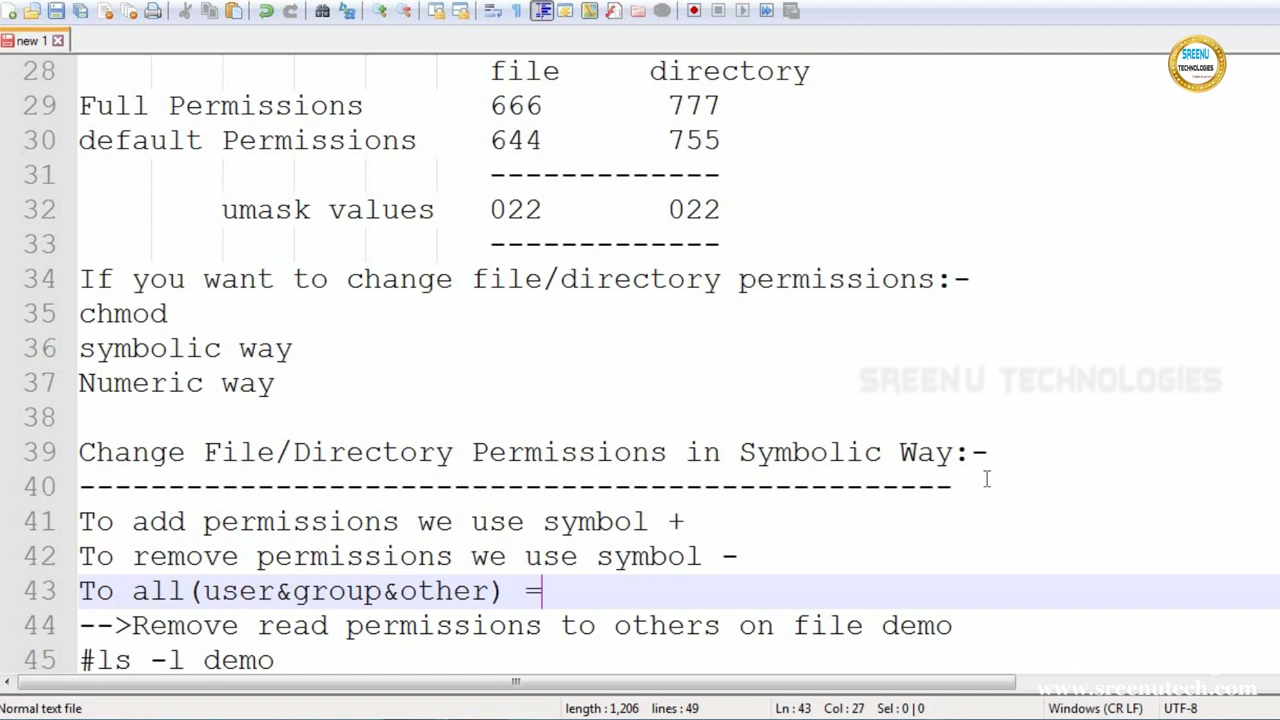 new 1
SREENU
TECHNOLOGIES
28 file directory
29 Full Permissions 666 777
30 default Permissions 644 755
31 -------------
32 umask values 022 022
33 -------------
34 If you want to change file/directory permissions:-
35 chmod
36 symbolic way
37 Numeric way
SREENU TECHNOLOGIES
38
39 Change File/Directory Permissions in Symbolic Way:-
40 -------------------------------------------------
41 To add permissions we use symbol +
42 To remove permissions we use symbol -
43 To all(user&group&other) =
44 -->Remove read permissions to others on file demo
45 #ls -l demo
www.sreenutech.com
Normal text file length : 1,206 lines : 49 Ln : 43 Col : 27 Sel : 0 | 0 Windows (CR LF) UTF-8